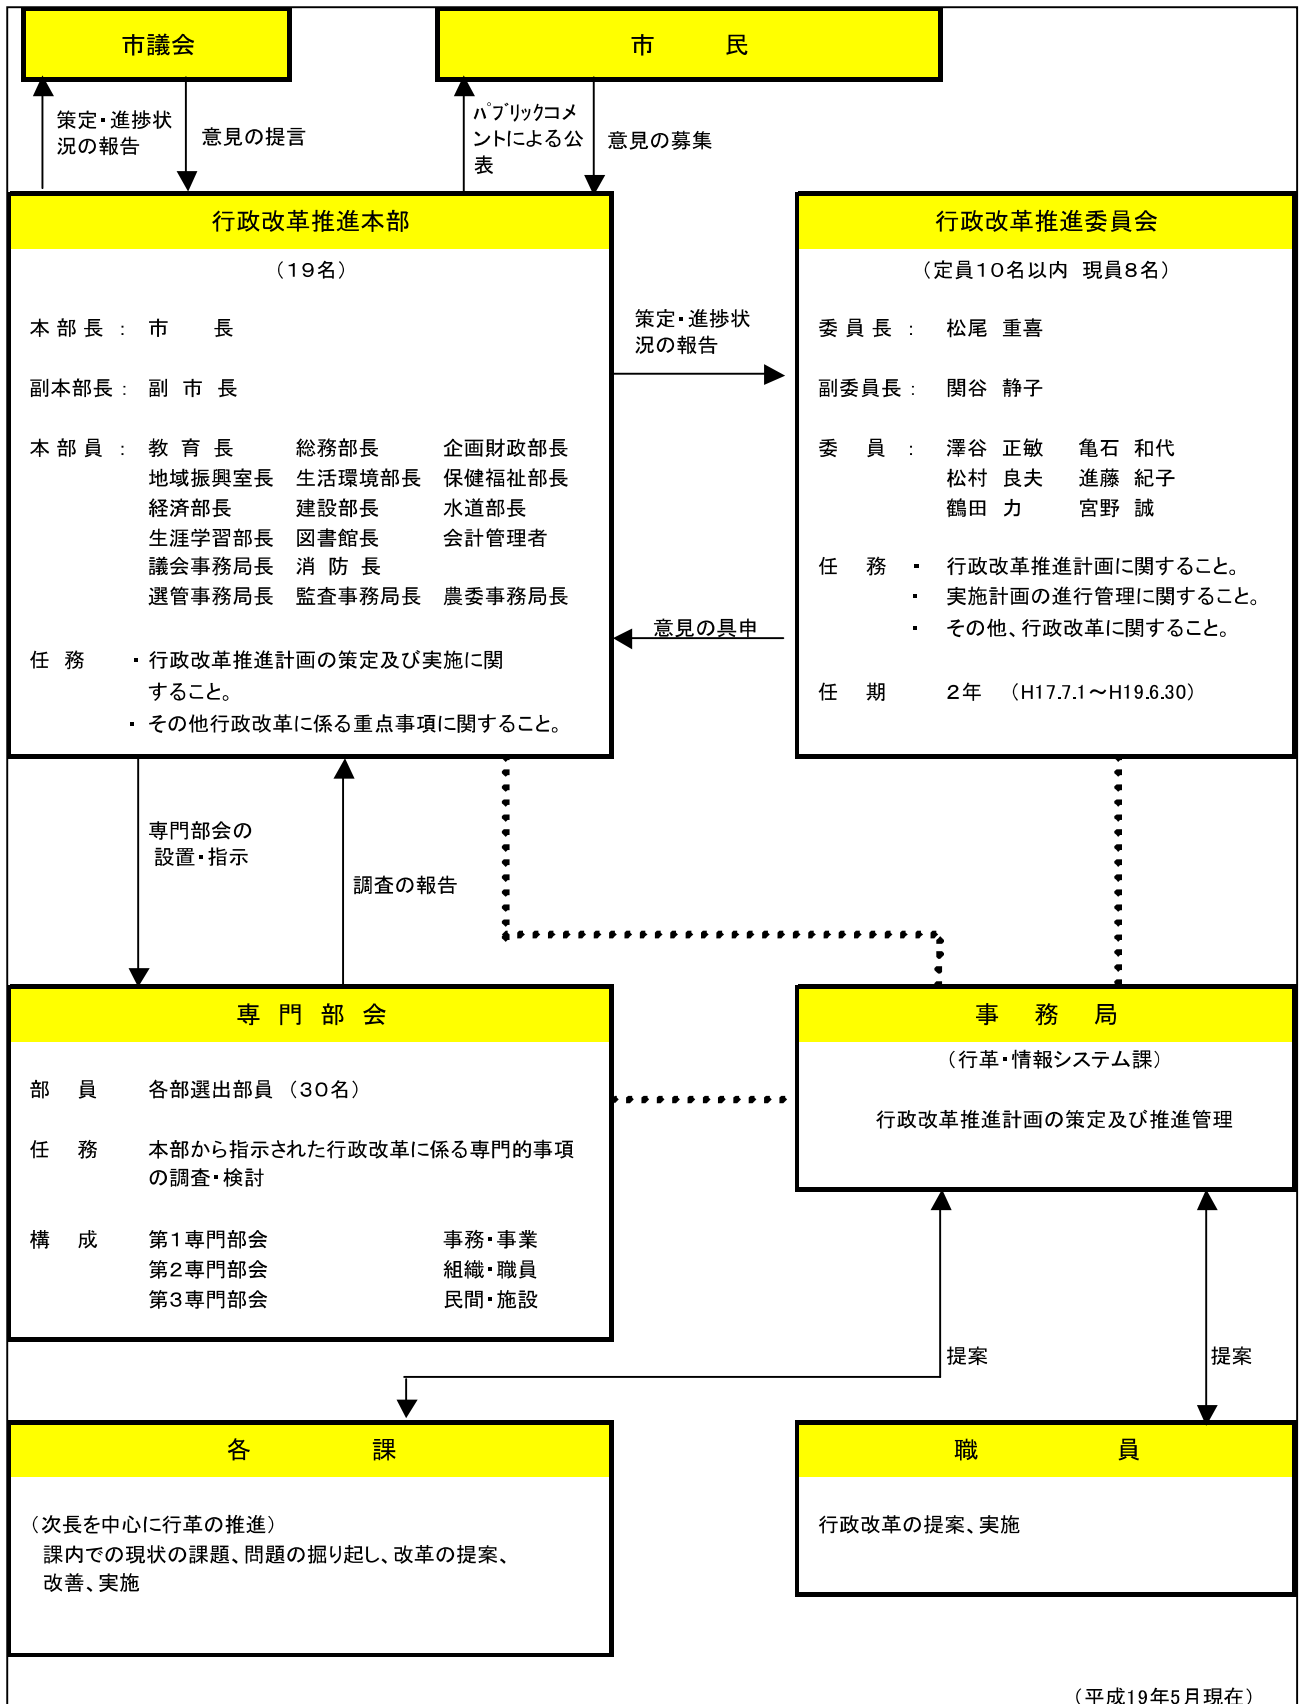 市議会
市　　　民
策定・進捗状
況の報告
意見の提言
パブリックコメ
ントによる公
表
意見の募集
行政改革推進本部
（１９名）
本 部 長 ： 市　　長
副本部長 ： 副 市 長
本 部 員 ： 教 育 長　総務部長　企画財政部長
地域振興室長　生活環境部長　保健福祉部長
経済部長　建設部長　水道部長
生涯学習部長　図書館長　会計管理者
議会事務局長　消 防 長
選管事務局長　監査事務局長　農委事務局長
任 務 ・ 行政改革推進計画の策定及び実施に関
すること。
・ その他行政改革に係る重点事項に関すること。
策定・進捗状
況の報告
意見の具申
行政改革推進委員会
（定員１０名以内 現員８名）
委 員 長 ： 松尾 重喜
副委員長 ： 関谷 静子
委　員 ： 澤谷 正敏　亀石 和代
松村 良夫　進藤 紀子
鶴田 力　宮野 誠
任　務 ・ 行政改革推進計画に関すること。
・ 実施計画の進行管理に関すること。
・ その他、行政改革に関すること。
任　期　２年 （H17.7.1～H19.6.30）
専門部会の
設置・指示
調査の報告
専 門 部 会
部　員　各部選出部員 （３０名）
任　務　本部から指示された行政改革に係る専門的事項
の調査・検討
構　成　第１専門部会　事務・事業
第２専門部会　組織・職員
第３専門部会　民間・施設
事　務　局
（行革・情報システム課）
行政改革推進計画の策定及び推進管理
提案
提案
各　　　課
（次長を中心に行革の推進）
課内での現状の課題、問題の掘り起し、改革の提案、
改善、実施
職　　　員
行政改革の提案、実施
（平成19年5月現在）